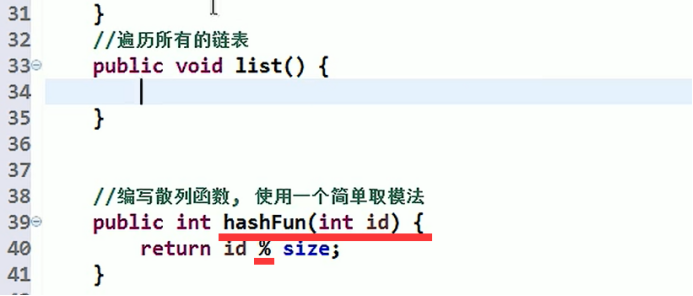 31 }
32 //遍历所有的链表
33 public void list() {
34
35 }
36
37
38 //编写散列函数, 使用一个简单取模法
39 public int hashFun(int id) {
40 return id % size;
41 }